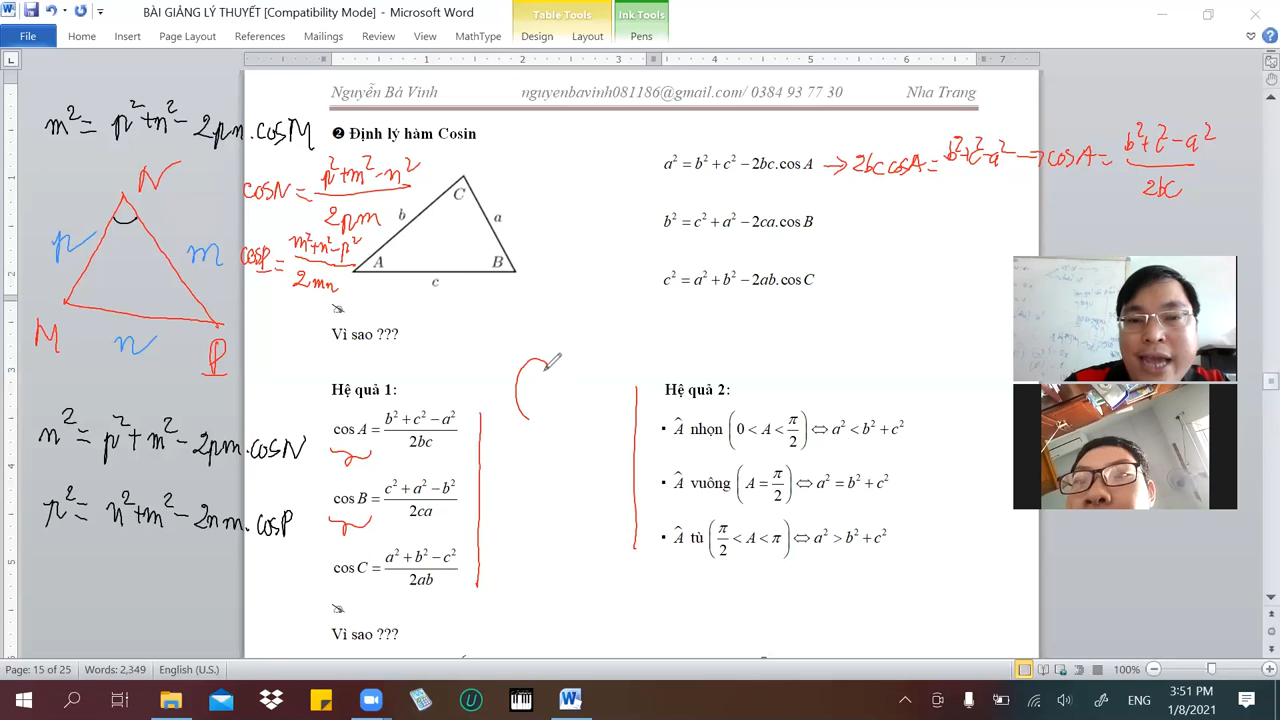 BÀI GIẢNG LÝ THUYẾT [Compatibility Mode] - Microsoft Word
Table Tools
Ink Tools
File
Home
Insert
Page Layout
References
Mailings
Review
View
MathType
Design
Layout
Pens
Nguyễn Bá Vinh
nguyenbavinh081186@gmail.com/ 0384 93 77 30
Nha Trang
❷ Định lý hàm Cosin
a² = b² + c² − 2bc.cos A
→ 2bc cosA = b²+c²−a² → cosA = (b²+c²−a²)/2bc
b² = c² + a² − 2ca.cos B
c² = a² + b² − 2ab.cos C
m² = p²+n² − 2pn.cosM
cosN = (p²+m²−n²)/2pm
cosP = (m²+n²−p²)/2mn
N
p
m
M
n
P
C
b
a
A
B
c
Vì sao ???
n² = p²+m² − 2pm.cosN
p² = n²+m² − 2nm.cosP
Hệ quả 1:
cos A = (b² + c² − a²)/2bc
cos B = (c² + a² − b²)/2ca
cos C = (a² + b² − c²)/2ab
Vì sao ???
Hệ quả 2:
▪ Â nhọn (0 < A < π/2) ⇔ a² < b² + c²
▪ Â vuông (A = π/2) ⇔ a² = b² + c²
▪ Â tù (π/2 < A < π) ⇔ a² > b² + c²
Page: 15 of 25
Words: 2,349
English (U.S.)
100%
ENG
3:51 PM
1/8/2021